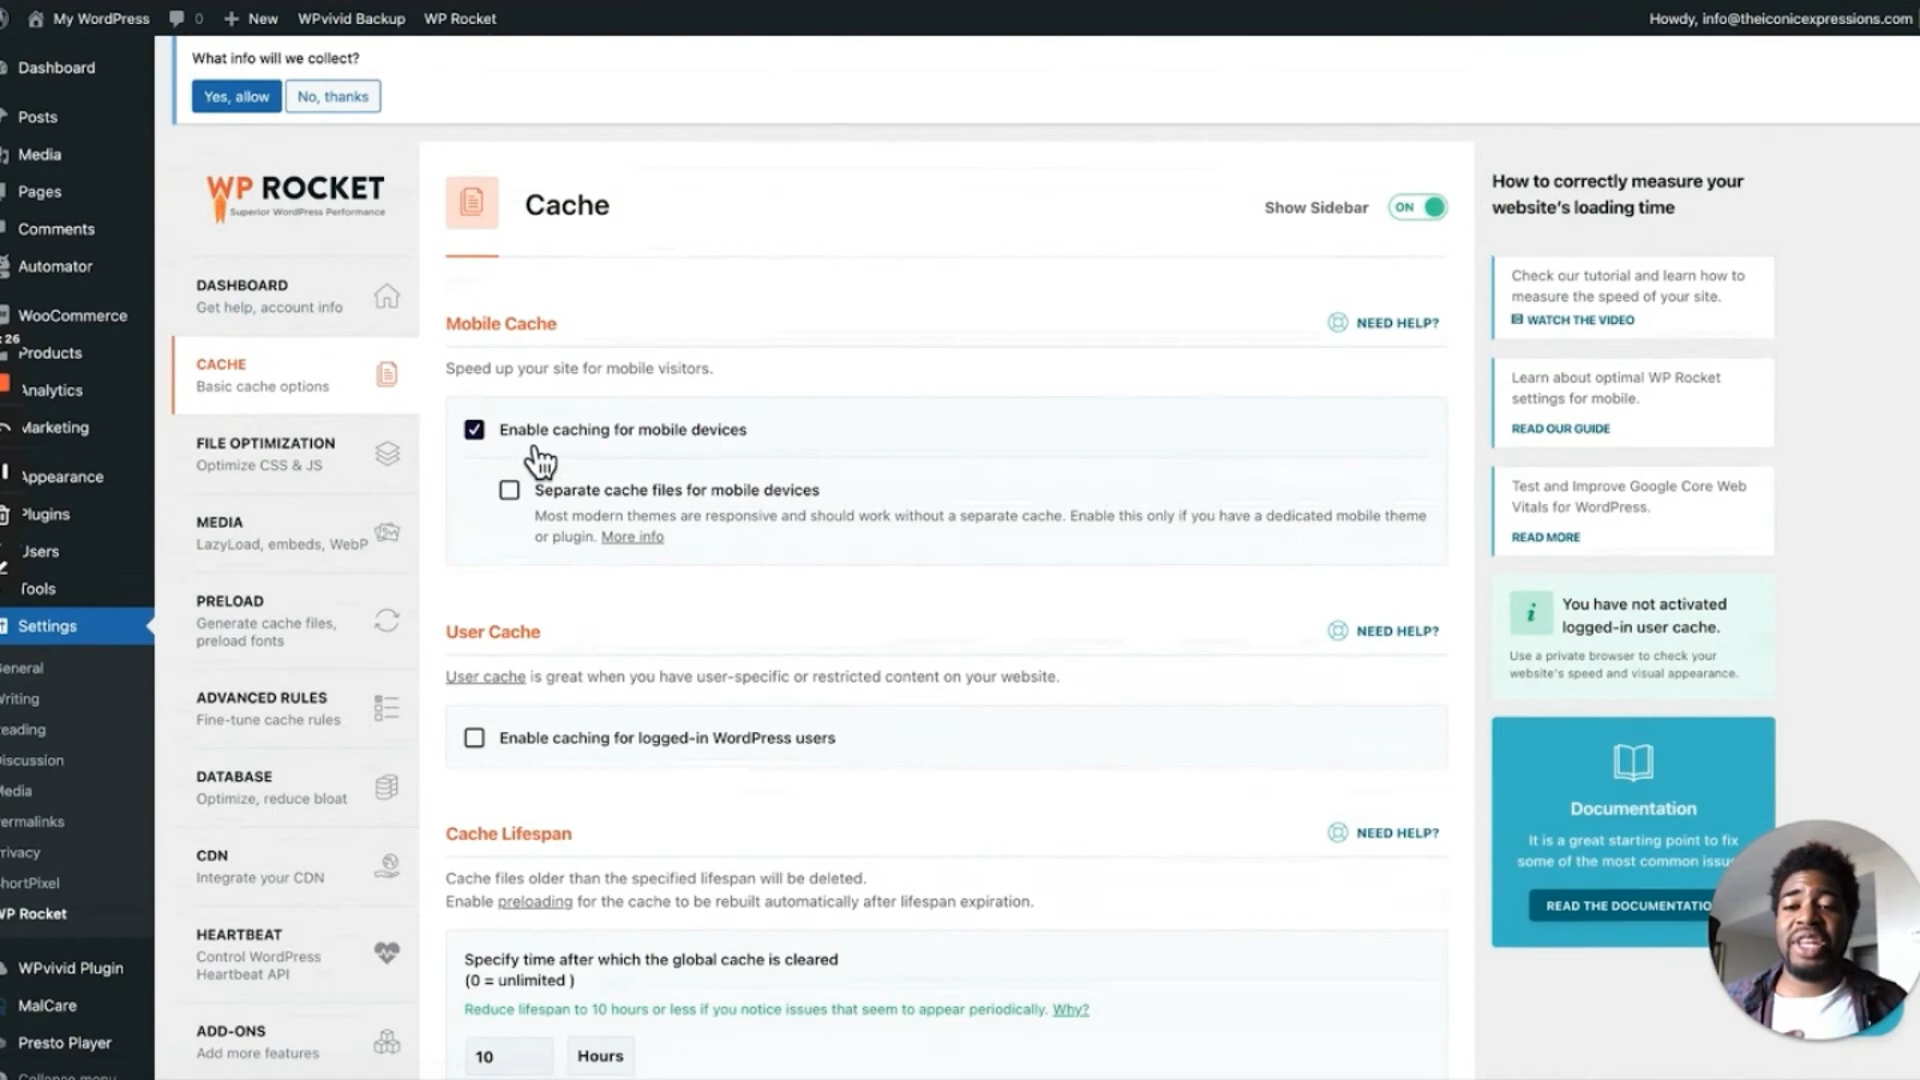 My WordPress
0
New
WPvivid Backup
WP Rocket
Howdy, info@theiconicexpressions.com
Dashboard
Posts
Media
Pages
Comments
Automator
WooCommerce
: 26
Products
Analytics
Marketing
Appearance
Plugins
Users
Tools
Settings
General
Writing
Reading
Discussion
Media
Permalinks
Privacy
ShortPixel
WP Rocket
WPvivid Plugin
MalCare
Presto Player
Collapse menu
What info will we collect?
Yes, allow
No, thanks
WP ROCKET
Superior WordPress Performance
DASHBOARD
Get help, account info
CACHE
Basic cache options
FILE OPTIMIZATION
Optimize CSS & JS
MEDIA
LazyLoad, embeds, WebP
PRELOAD
Generate cache files,
preload fonts
ADVANCED RULES
Fine-tune cache rules
DATABASE
Optimize, reduce bloat
CDN
Integrate your CDN
HEARTBEAT
Control WordPress
Heartbeat API
ADD-ONS
Add more features
Cache
Show Sidebar
ON
Mobile Cache
NEED HELP?
Speed up your site for mobile visitors.
Enable caching for mobile devices
Separate cache files for mobile devices
Most modern themes are responsive and should work without a separate cache. Enable this only if you have a dedicated mobile theme
or plugin. More info
User Cache
NEED HELP?
User cache is great when you have user-specific or restricted content on your website.
Enable caching for logged-in WordPress users
Cache Lifespan
NEED HELP?
Cache files older than the specified lifespan will be deleted.
Enable preloading for the cache to be rebuilt automatically after lifespan expiration.
Specify time after which the global cache is cleared
(0 = unlimited )
Reduce lifespan to 10 hours or less if you notice issues that seem to appear periodically. Why?
10
Hours
How to correctly measure your
website's loading time
Check our tutorial and learn how to
measure the speed of your site.
WATCH THE VIDEO
Learn about optimal WP Rocket
settings for mobile.
READ OUR GUIDE
Test and Improve Google Core Web
Vitals for WordPress.
READ MORE
i
You have not activated
logged-in user cache.
Use a private browser to check your
website's speed and visual appearance.
Documentation
It is a great starting point to fix
some of the most common issu
READ THE DOCUMENTATIO